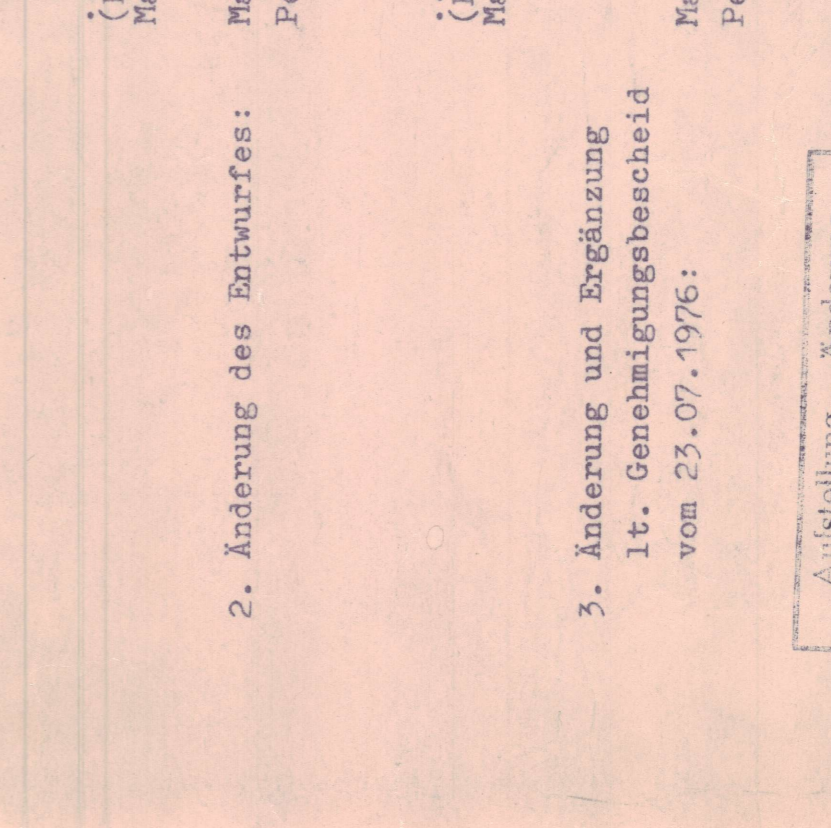 2. Änderung des Entwurfes:
3. Änderung und Ergänzung
lt. Genehmigungsbescheid
vom 23.07.1976: